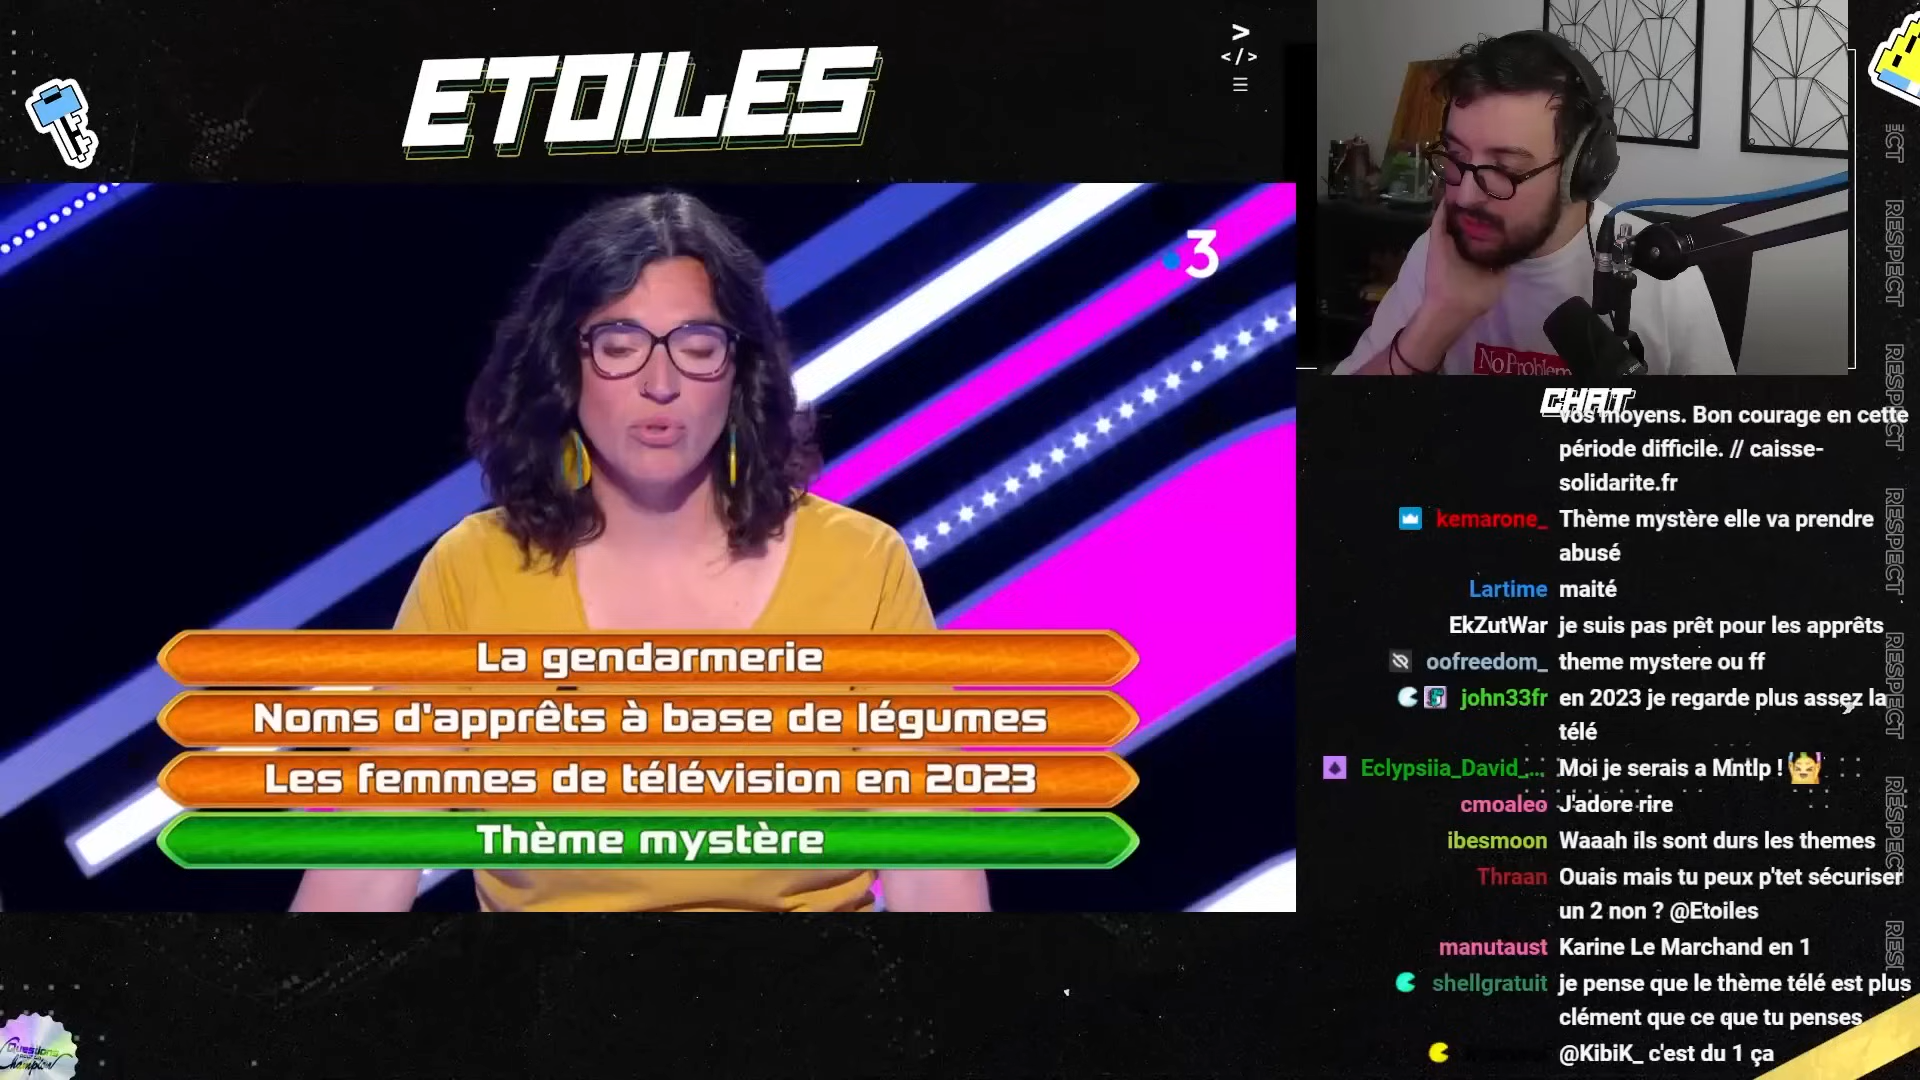 ETOILES
>
</>
3
La gendarmerie
Noms d'apprêts à base de légumes
Les femmes de télévision en 2023
Thème mystère
Questions
Champion
No Problem
CHAT
vos moyens. Bon courage en cette
période difficile. // caisse-
solidarite.fr
kemarone_ Thème mystère elle va prendre
abusé
Lartime maité
EkZutWar je suis pas prêt pour les apprêts
oofreedom_ theme mystere ou ff
john33fr en 2023 je regarde plus assez la
télé
Eclypsiia_David_... Moi je serais a Mntlp !
cmoaleo J'adore rire
ibesmoon Waaah ils sont durs les themes
Thraan Ouais mais tu peux p'tet sécuriser
un 2 non ? @Etoiles
manutaust Karine Le Marchand en 1
shellgratuit je pense que le thème télé est plus
clément que ce que tu penses
@KibiK_ c'est du 1 ça
ECT
RESPECT
RESPECT
RESPECT
RESPECT
RESPECT
RES